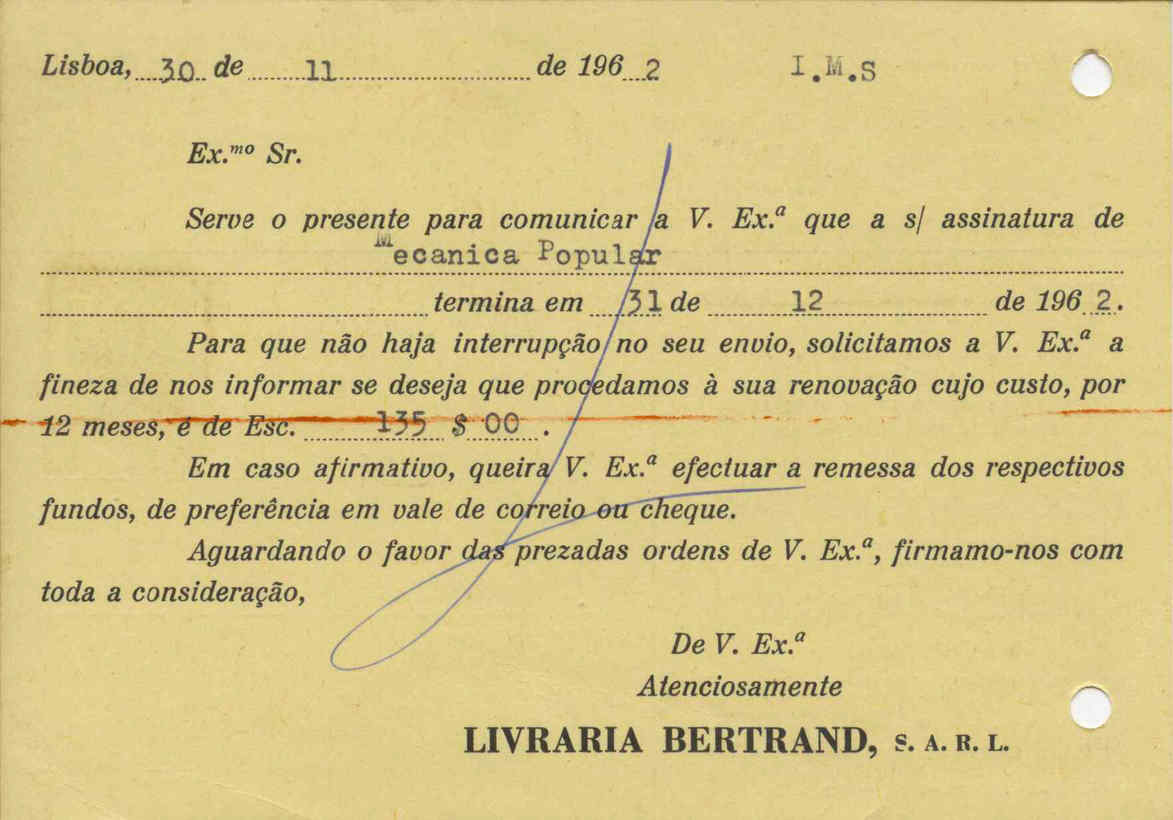 Lisboa, 30 de 11 de 1962 I.M.S
Ex.mo Sr.
Serve o presente para comunicar a V. Ex.ª que a s/ assinatura de
Mecanica Popular
termina em 31 de 12 de 1962.
Para que não haja interrupção no seu envio, solicitamos a V. Ex.ª a
fineza de nos informar se deseja que procedamos à sua renovação cujo custo, por
12 meses, é de Esc. 135 $ 00 .
Em caso afirmativo, queira V. Ex.ª efectuar a remessa dos respectivos
fundos, de preferência em vale de correio ou cheque.
Aguardando o favor das prezadas ordens de V. Ex.ª, firmamo-nos com
toda a consideração,
De V. Ex.ª
Atenciosamente
LIVRARIA BERTRAND, S. A. R. L.